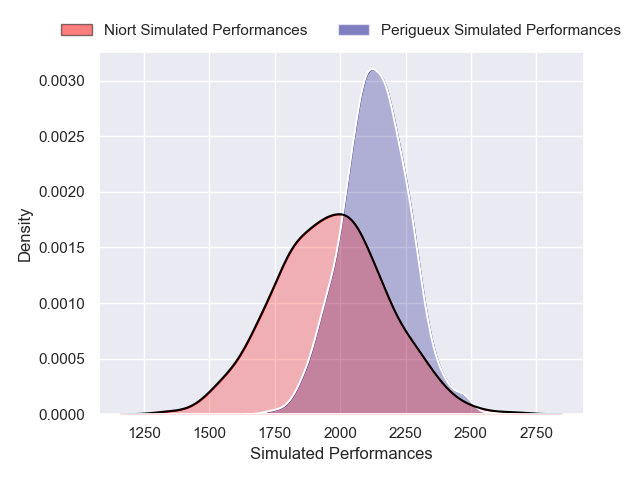 Niort Simulated Performances
Perigueux Simulated Performances
0.0030
0.0025
0.0020
0.0015
0.0010
0.0005
0.0000
Density
1250 1500 1750 2000 2250 2500 2750
Simulated Performances